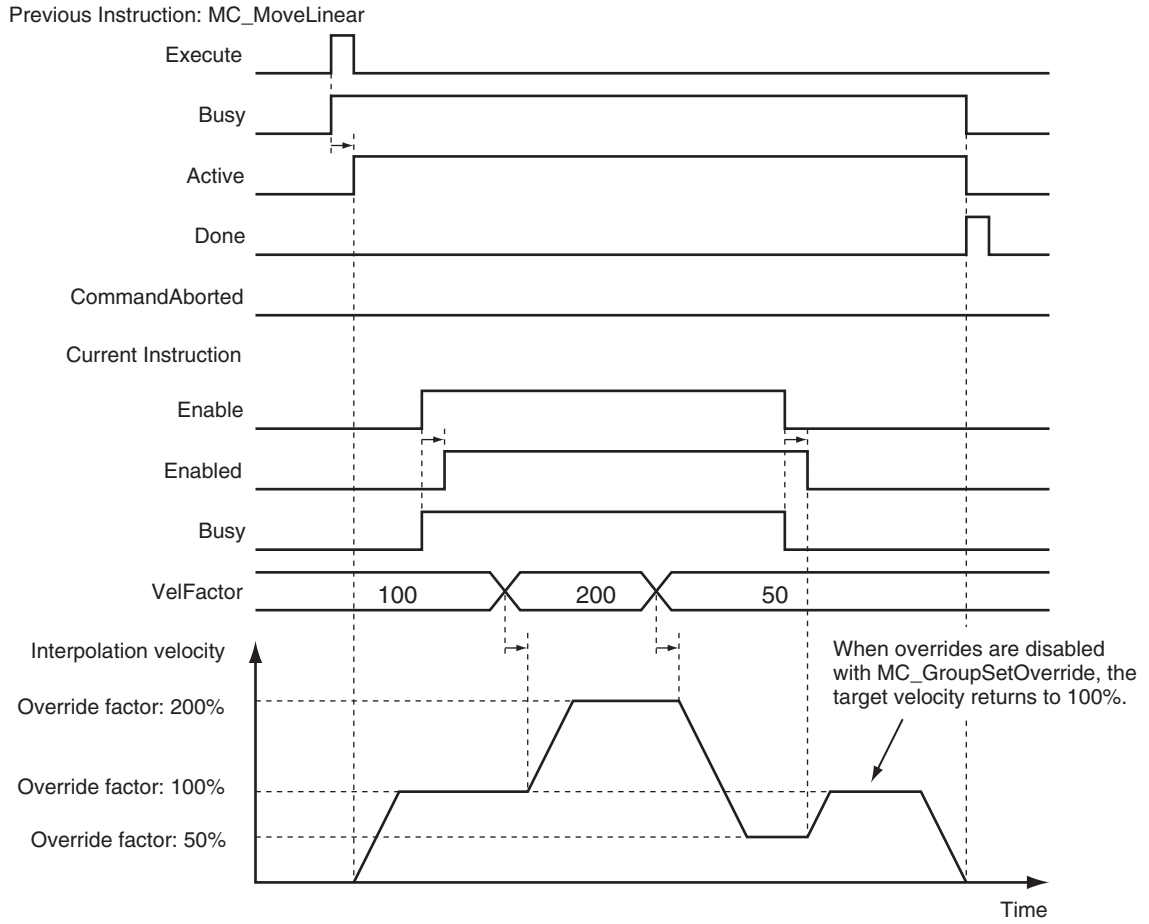 Previous Instruction: MC_MoveLinear
Execute
Busy
Active
Done
CommandAborted
Current Instruction
Enable
Enabled
Busy
VelFactor
100
200
50
Interpolation velocity
When overrides are disabled
with MC_GroupSetOverride, the
target velocity returns to 100%.
Override factor: 200%
Override factor: 100%
Override factor: 50%
Time